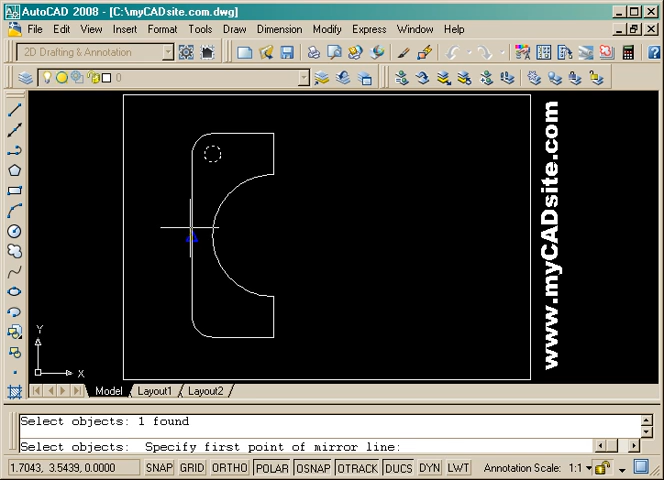 AutoCAD 2008 - [C:\myCADsite.com.dwg]
File Edit View Insert Format Tools Draw Dimension Modify Express Window Help
2D Drafting & Annotation
0
www.myCADsite.com
Y
X
Model Layout1 Layout2
Select objects: 1 found
Select objects:  Specify first point of mirror line:
1.7043, 3.5439, 0.0000 SNAP GRID ORTHO POLAR OSNAP OTRACK DUCS DYN LWT Annotation Scale: 1:1